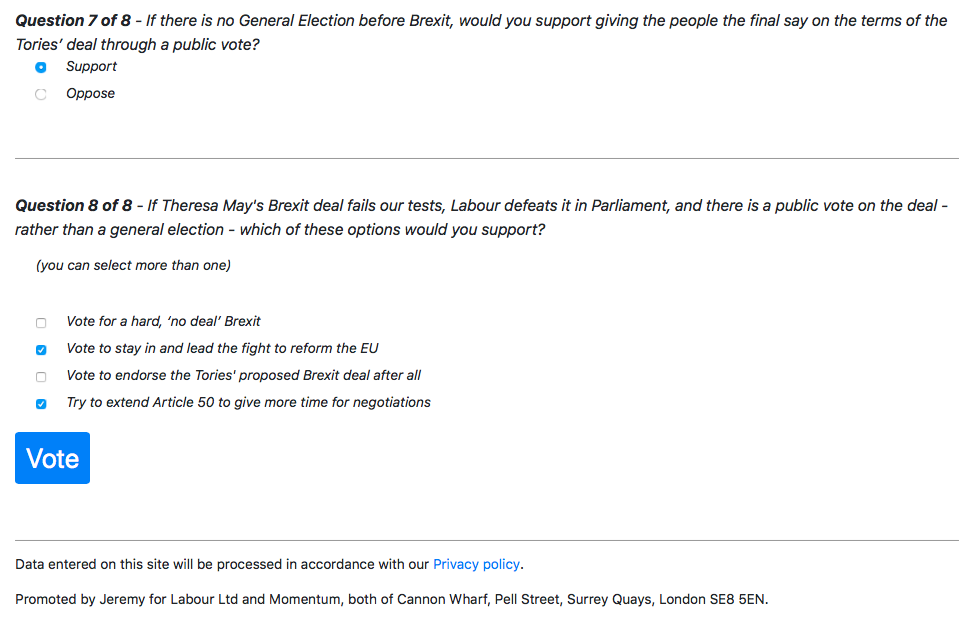 Question 7 of 8 - If there is no General Election before Brexit, would you support giving the people the final say on the terms of the
Tories’ deal through a public vote?
Support
Oppose
Question 8 of 8 - If Theresa May's Brexit deal fails our tests, Labour defeats it in Parliament, and there is a public vote on the deal -
rather than a general election - which of these options would you support?
(you can select more than one)
Vote for a hard, ‘no deal’ Brexit
Vote to stay in and lead the fight to reform the EU
Vote to endorse the Tories' proposed Brexit deal after all
Try to extend Article 50 to give more time for negotiations
Vote
Data entered on this site will be processed in accordance with our Privacy policy.
Promoted by Jeremy for Labour Ltd and Momentum, both of Cannon Wharf, Pell Street, Surrey Quays, London SE8 5EN.